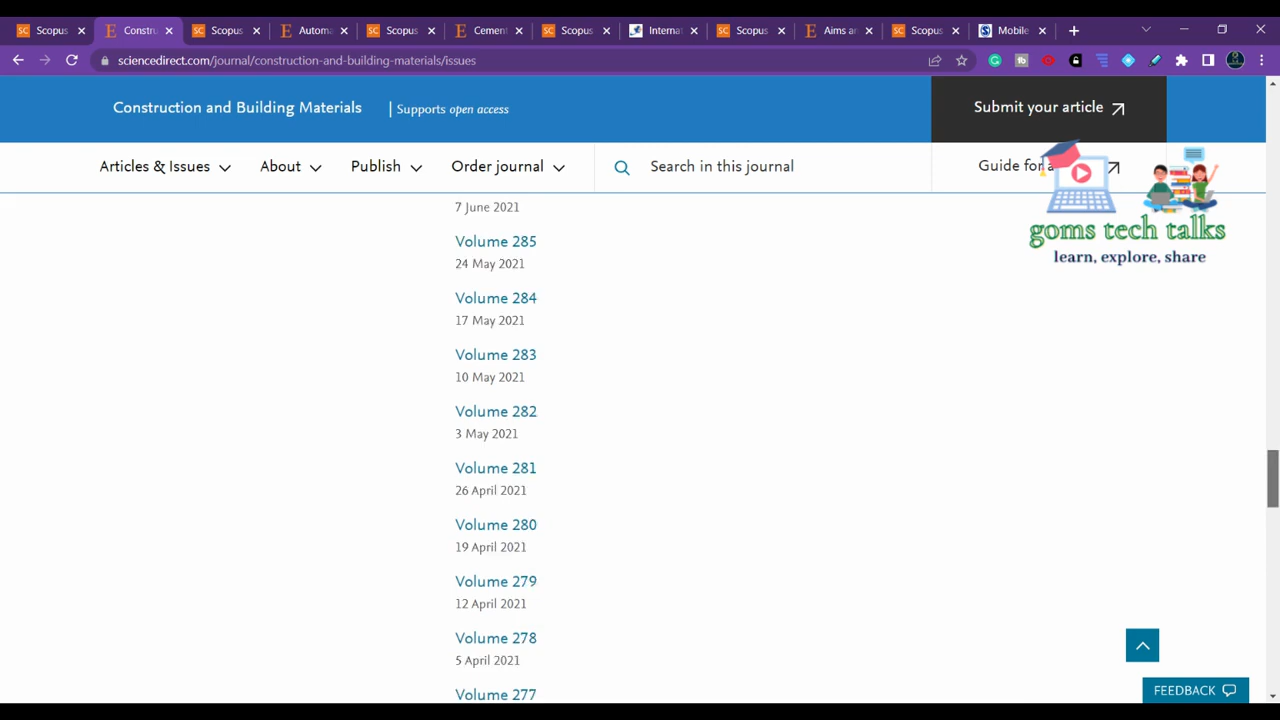 Scopus
Constru
Scopus
Automa
Scopus
Cement
Scopus
Interna
Scopus
Aims an
Scopus
Mobile
sciencedirect.com/journal/construction-and-building-materials/issues
Construction and Building Materials
Supports open access
Submit your article
Articles & Issues
About
Publish
Order journal
Search in this journal
Guide for a
goms tech talks
learn, explore, share
7 June 2021
Volume 285
24 May 2021
Volume 284
17 May 2021
Volume 283
10 May 2021
Volume 282
3 May 2021
Volume 281
26 April 2021
Volume 280
19 April 2021
Volume 279
12 April 2021
Volume 278
5 April 2021
Volume 277
FEEDBACK